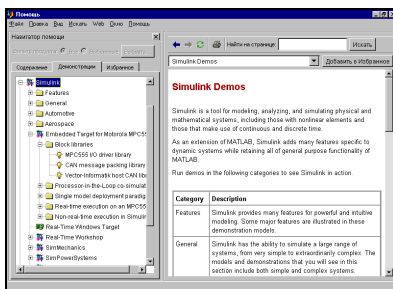 Помощь
Файл Правка Вид Искать Web Окно Помощь
Навигатор помощи
Все
Содержание Демонстрации Избранное
Simulink
Features
General
Automotive
Aerospace
Embedded Target for Motorola MPC5
Block libraries
MPC555 I/O driver library
CAN message packing library
Vector-Informatik host CAN libr
Processor-in-the-Loop co-simulat
Single model deployment paradig
Real-time execution on an MPC55
Non-real-time execution in Simulin
Real-Time Windows Target
Real-Time Workshop
SimMechanics
SimPowerSystems
Найти на странице: Искать
Simulink Demos Добавить в Избранное
Simulink Demos
Simulink is a tool for modeling, analyzing, and simulating physical and
mathematical systems, including those with nonlinear elements and
those that make use of continuous and discrete time.
As an extension of MATLAB, Simulink adds many features specific to
dynamic systems while retaining all of general purpose functionality of
MATLAB.
Run demos in the following categories to see Simulink in action.
Category Description
Features Simulink provides many features for powerful and intuitive
modeling. Some major features are illustrated in these
demonstration models.
General Simulink has the ability to simulate a large range of
systems, from very simple to extraordinarily complex. The
models and demonstrations that you will see in this
section include both simple and complex systems.